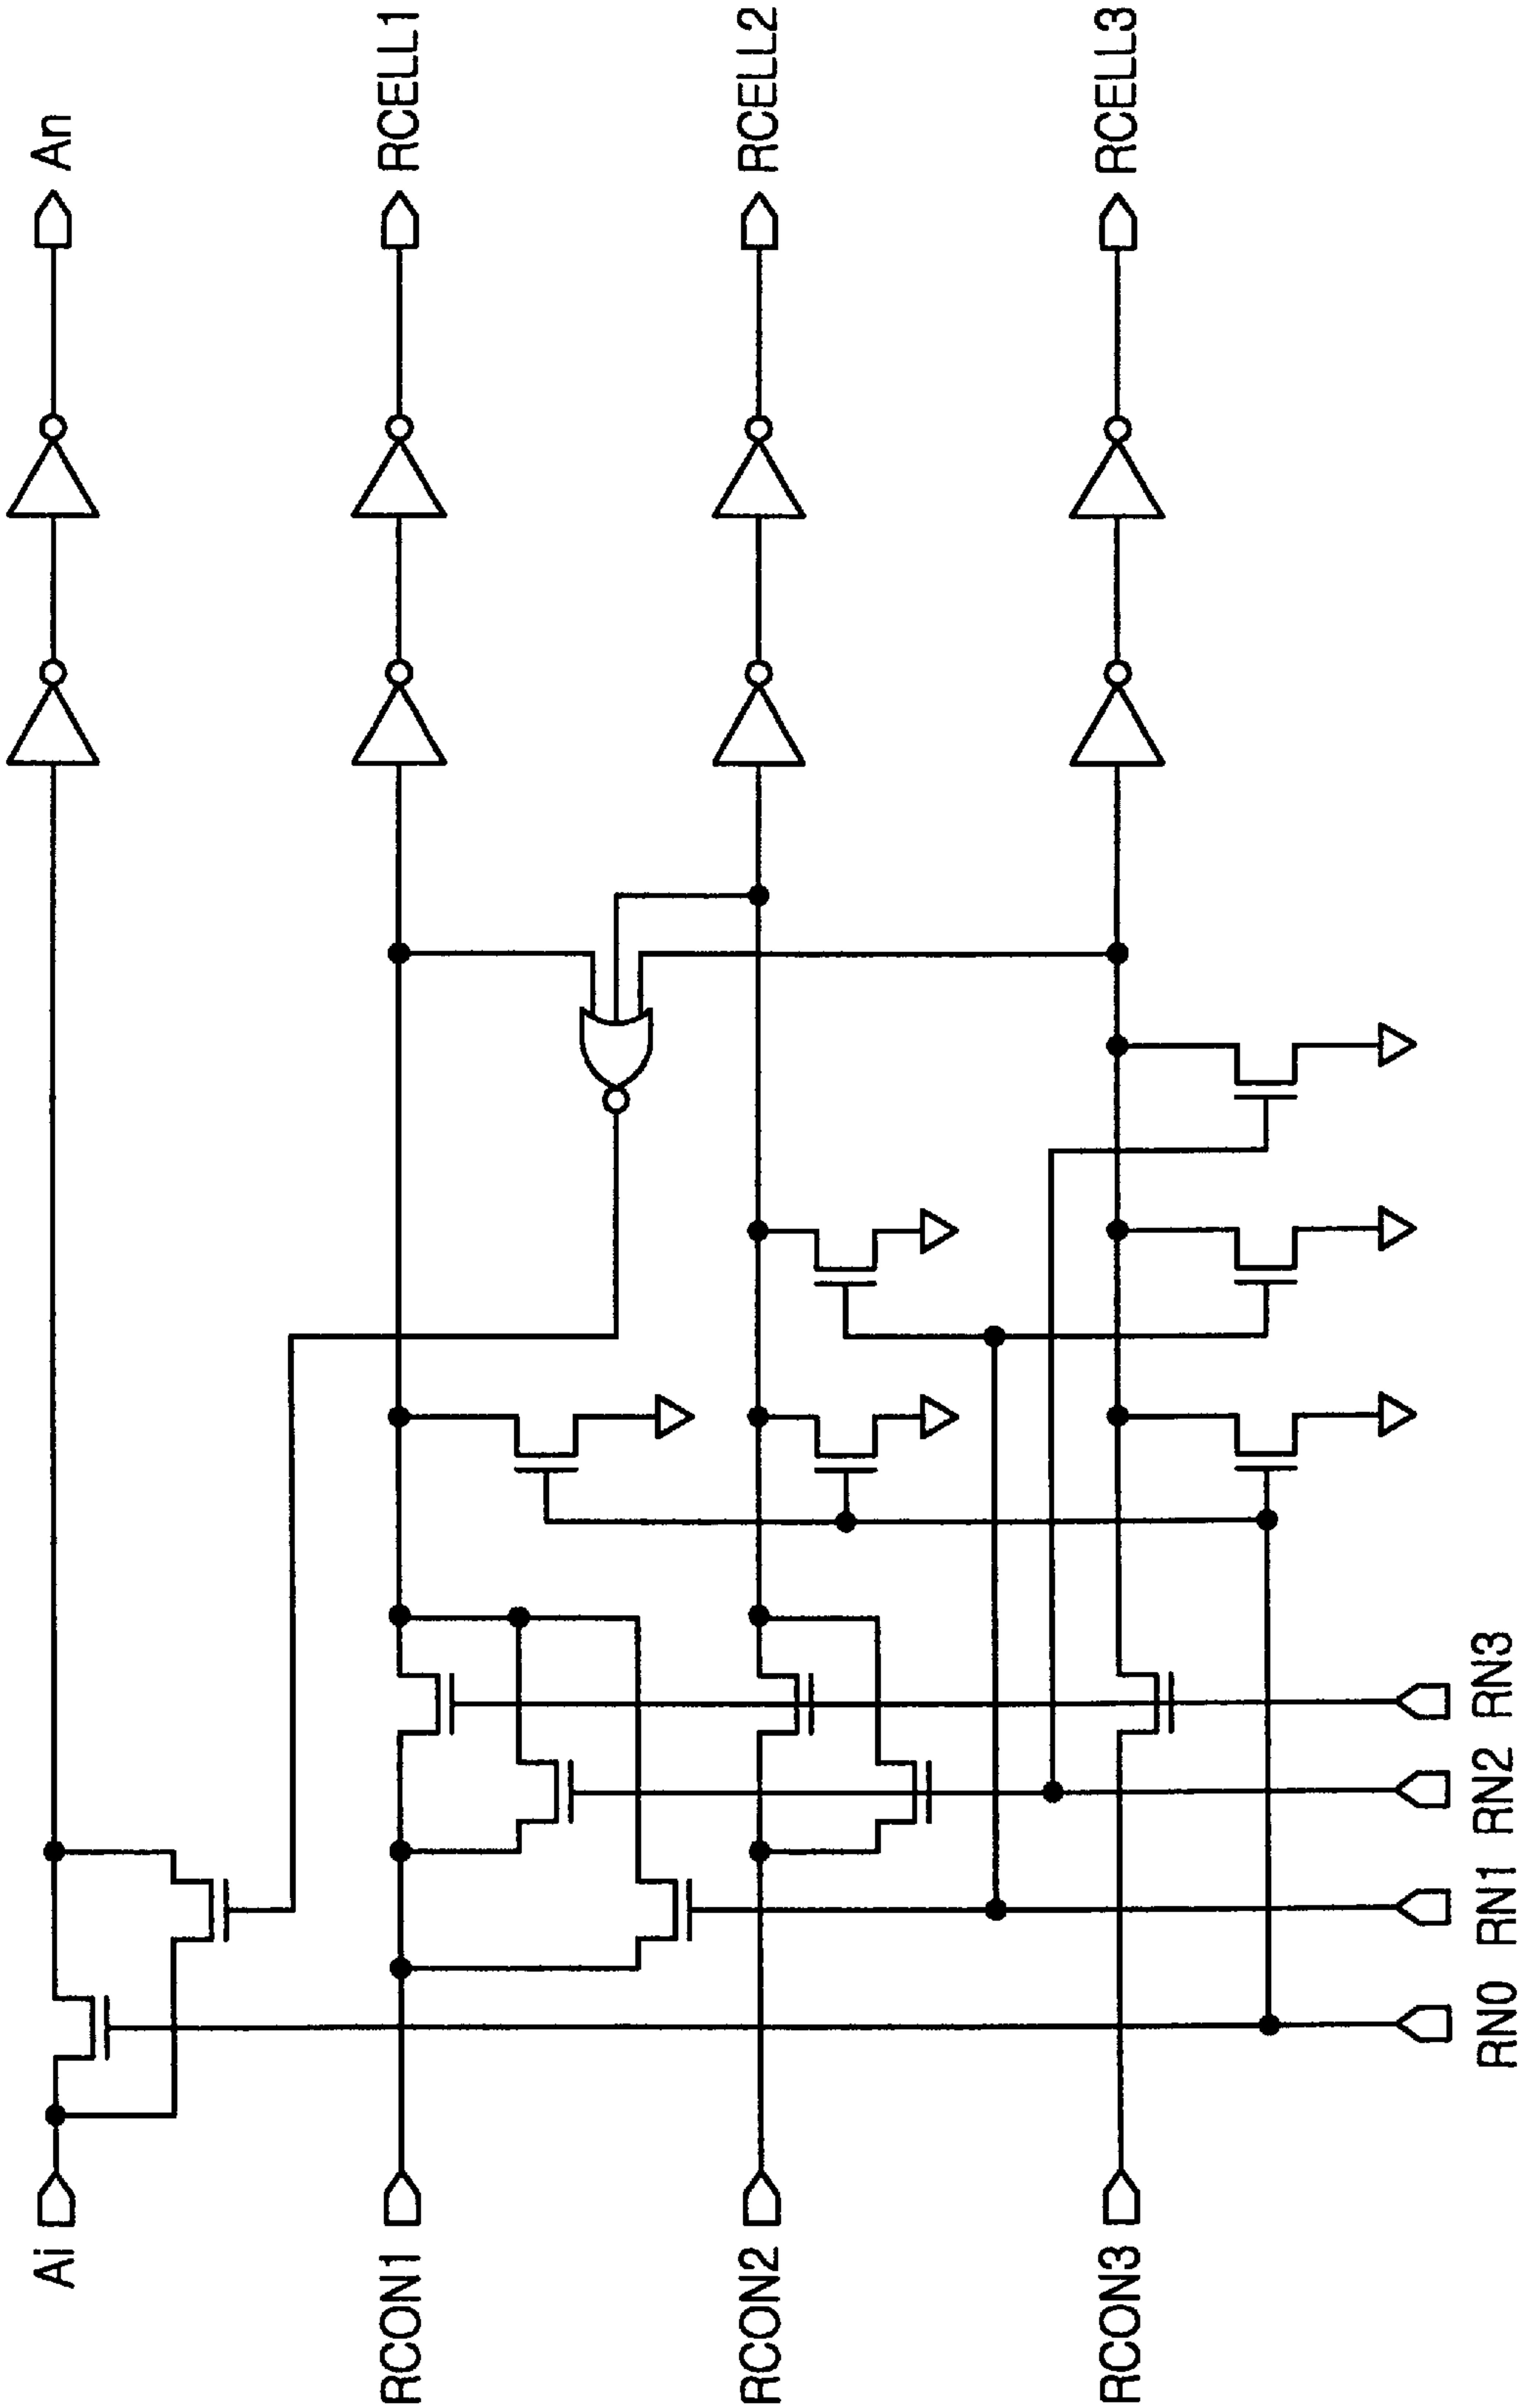 Ai
An
RCON1
RCELL1
RCON2
RCELL2
RCON3
RCELL3
RN0
RN1
RN2
RN3